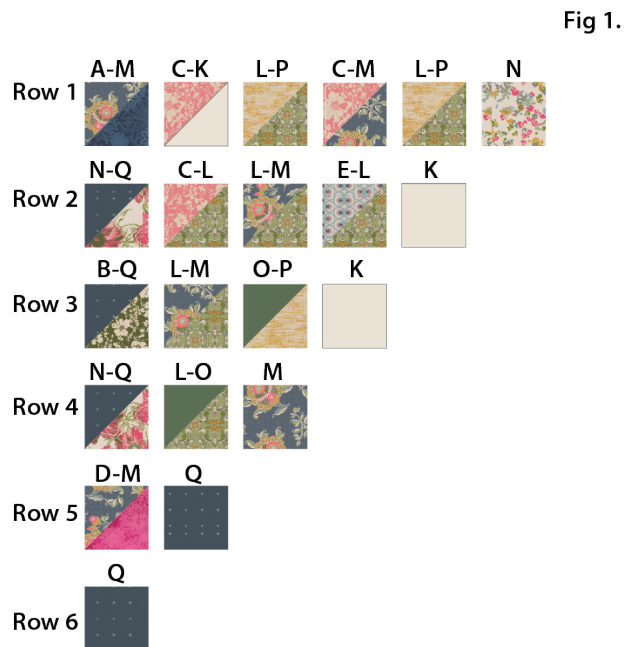 Fig 1.
A-M C-K L-P C-M L-P N
Row 1
N-Q C-L L-M E-L K
Row 2
B-Q L-M O-P K
Row 3
N-Q L-O M
Row 4
D-M Q
Row 5
Q
Row 6